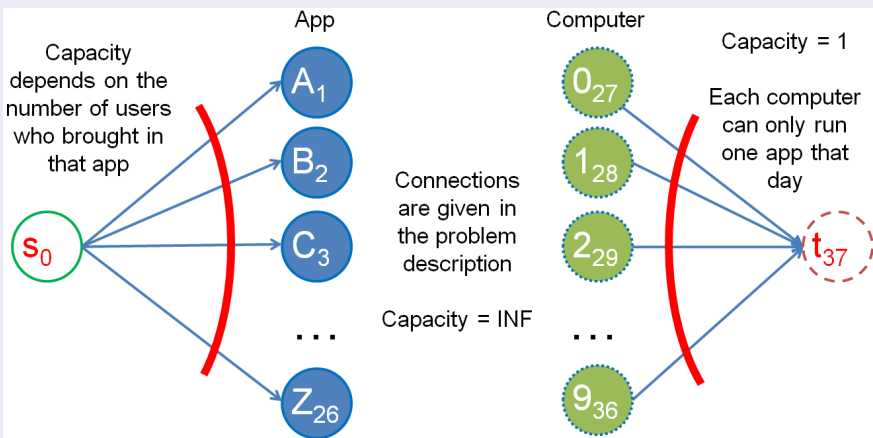 App
Computer
Capacity
depends on the
number of users
who brought in
that app
Capacity = 1
Each computer
can only run
one app that
day
Connections
are given in
the problem
description
Capacity = INF
s0
A1
B2
C3
...
Z26
027
128
229
...
936
t37